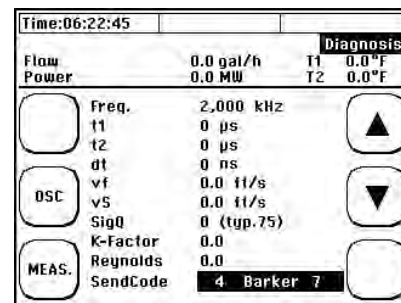 Time:06:22:45
Diagnosis
Flow 0.0 gal/h T1 0.0°F
Power 0.0 MW T2 0.0°F
Freq. 2,000 kHz
t1 0 µs
t2 0 µs
dt 0 ns
OSC
vf 0.0 ft/s
vS 0.0 ft/s
SigQ 0 (typ.75)
K-Factor 0.0
MEAS.
Reynolds 0.0
SendCode 4 Barker 7